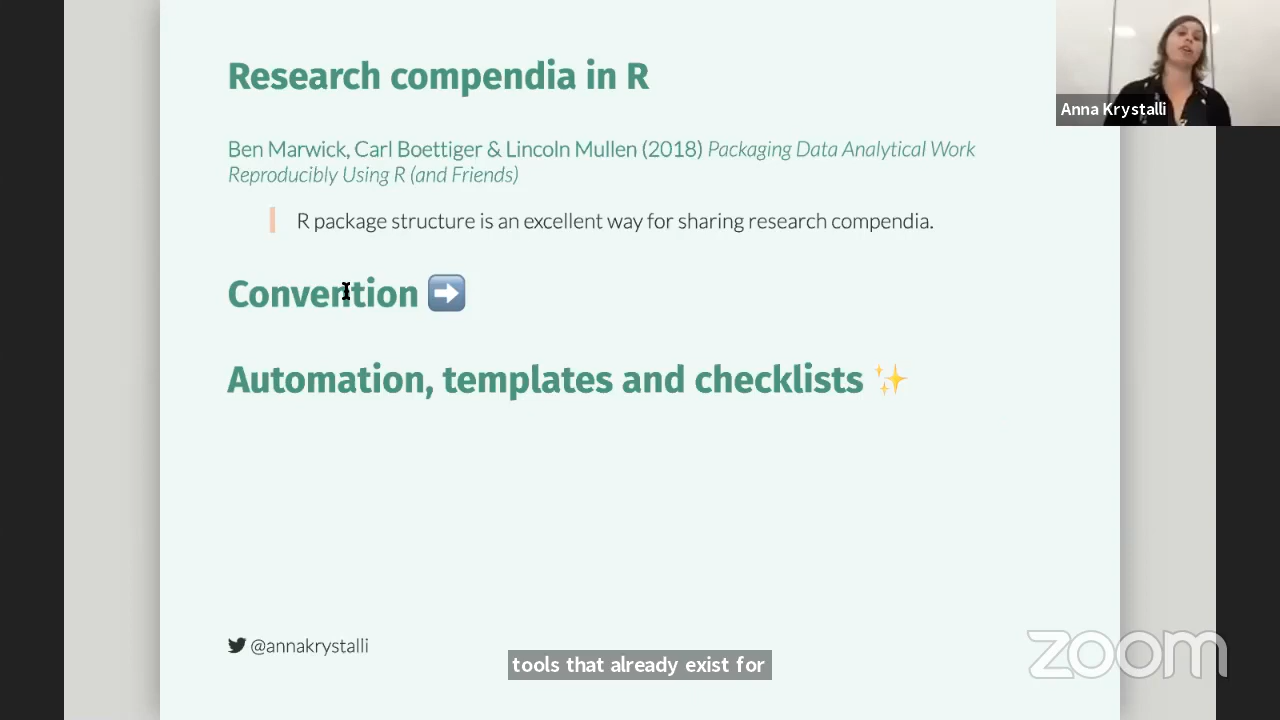 Research compendia in R
Anna Krystalli
Ben Marwick, Carl Boettiger & Lincoln Mullen (2018) Packaging Data Analytical Work
Reproducibly Using R (and Friends)
R package structure is an excellent way for sharing research compendia.
Convention ➡️
Automation, templates and checklists ✨
@annakrystalli
tools that already exist for
zoom